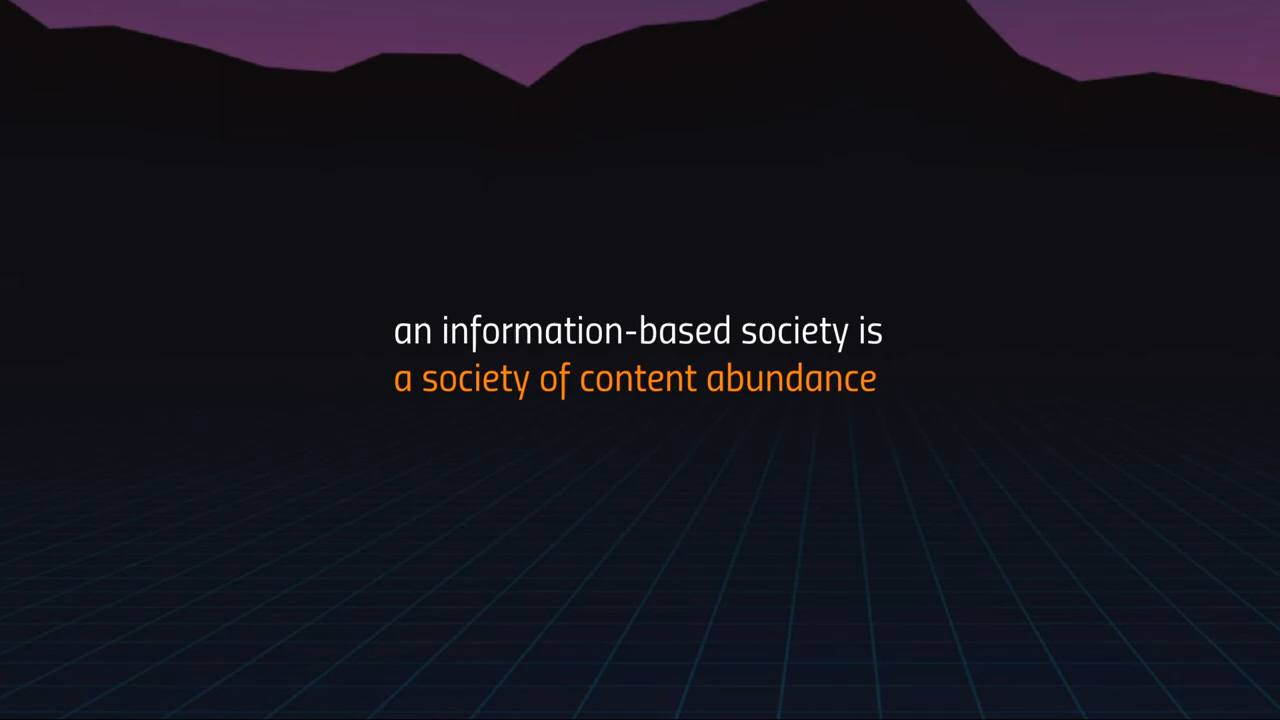 an information-based society is
a society of content abundance